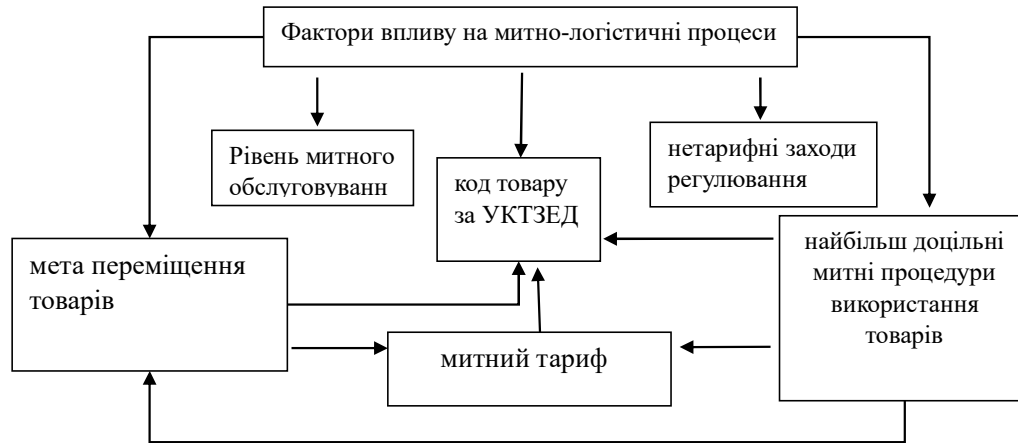 Фактори впливу на митно-логістичні процеси
Рівень митного
обслуговуванн
код товару
за УКТЗЕД
нетарифні заходи
регулювання
мета переміщення
товарів
найбільш доцільні
митні процедури
використання
товарів
митний тариф